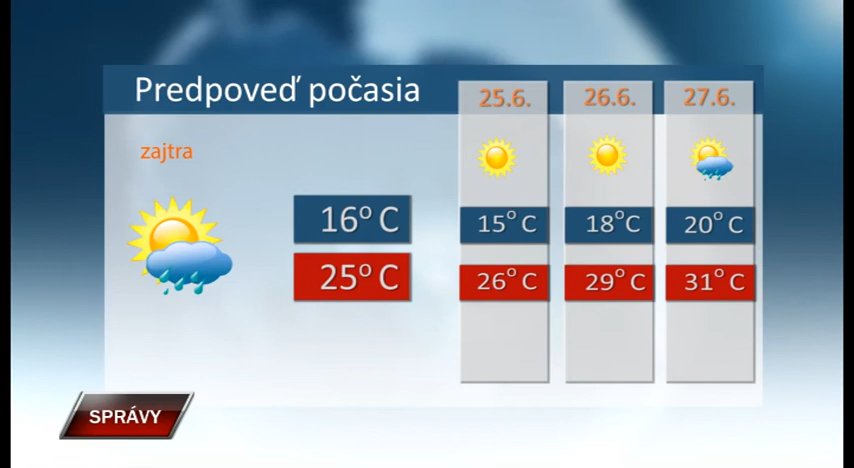 Predpoveď počasia
zajtra
16° C
25° C
25.6. 26.6. 27.6.
15° C 18°C 20° C
26° C 29° C 31° C
SPRÁVY